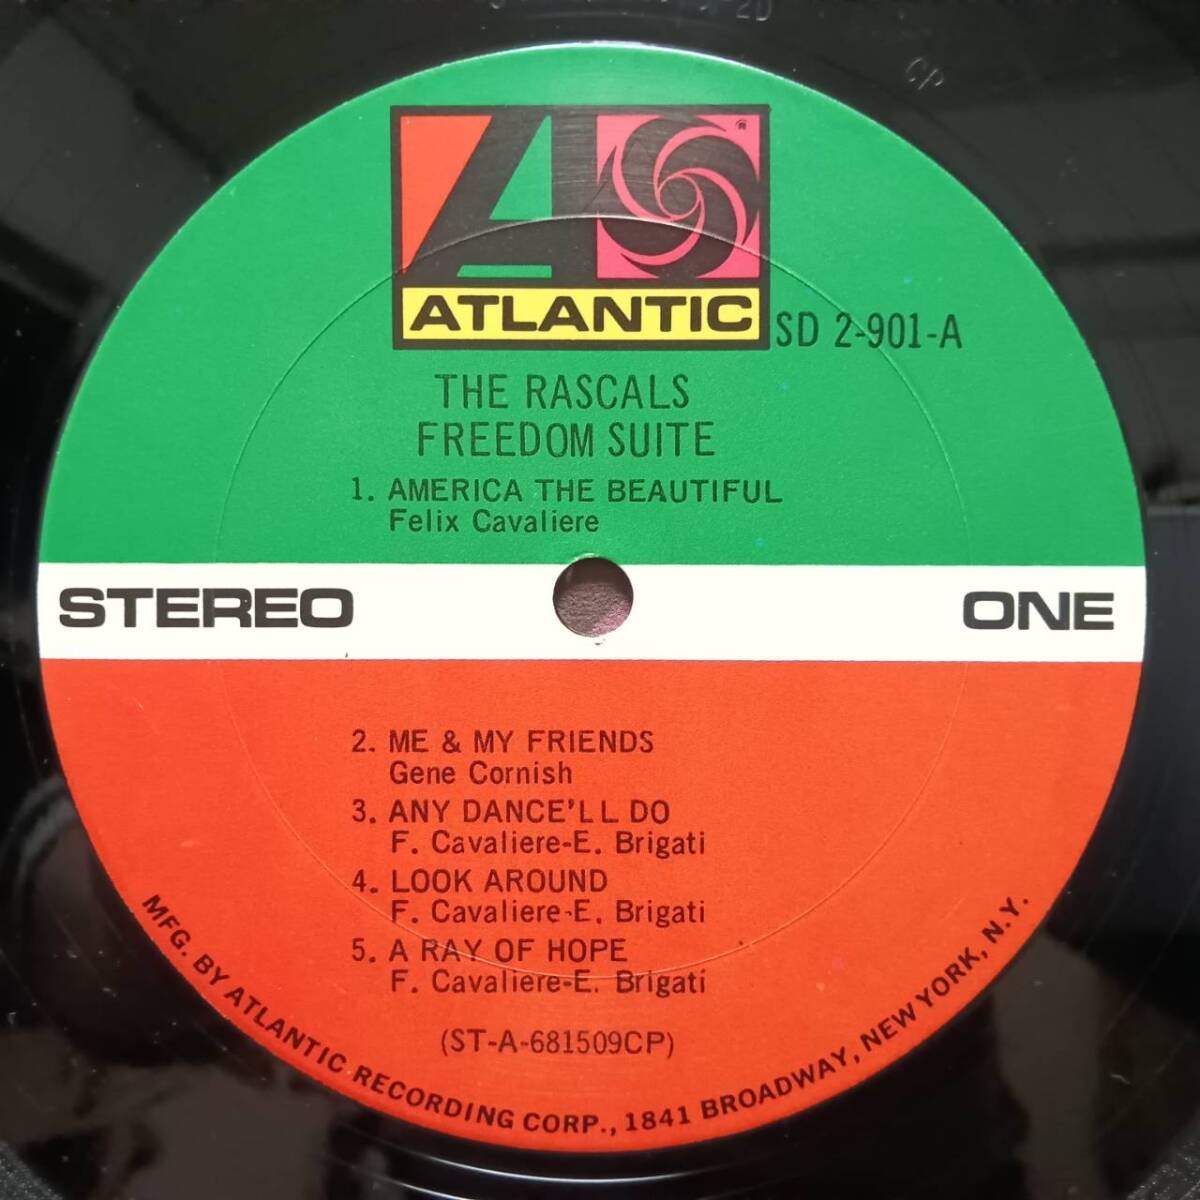 CP
ATLANTIC
SD 2-901-A
THE RASCALS
FREEDOM SUITE
1. AMERICA THE BEAUTIFUL
Felix Cavaliere
STEREO
ONE
2. ME & MY FRIENDS
Gene Cornish
3. ANY DANCE'LL DO
F. Cavaliere-E. Brigati
4. LOOK AROUND
F. Cavaliere-E. Brigati
5. A RAY OF HOPE
F. Cavaliere-E. Brigati
(ST-A-681509CP)
MFG. BY ATLANTIC RECORDING CORP., 1841 BROADWAY, NEW YORK, N.Y.